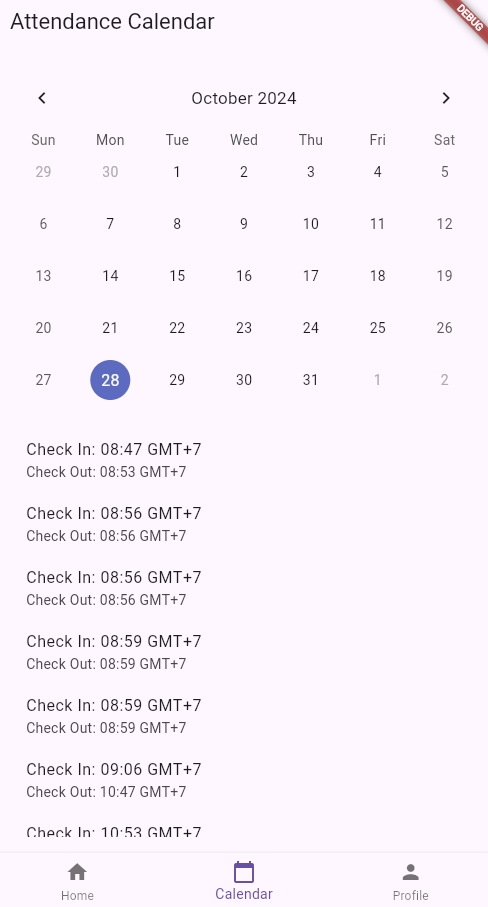 Attendance Calendar
DEBUG
October 2024
Sun Mon Tue Wed Thu Fri Sat
29 30 1 2 3 4 5
6 7 8 9 10 11 12
13 14 15 16 17 18 19
20 21 22 23 24 25 26
27 28 29 30 31 1 2
Check In: 08:47 GMT+7
Check Out: 08:53 GMT+7
Check In: 08:56 GMT+7
Check Out: 08:56 GMT+7
Check In: 08:56 GMT+7
Check Out: 08:56 GMT+7
Check In: 08:59 GMT+7
Check Out: 08:59 GMT+7
Check In: 08:59 GMT+7
Check Out: 08:59 GMT+7
Check In: 09:06 GMT+7
Check Out: 10:47 GMT+7
Check In: 10:53 GMT+7
Home Calendar Profile